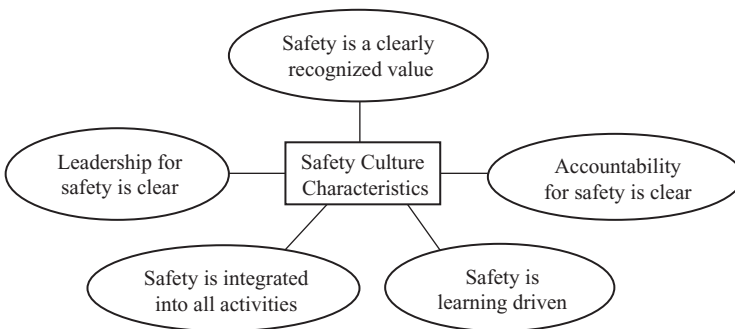 Safety is a clearly
recognized value
Leadership for
safety is clear
Safety Culture
Characteristics
Accountability
for safety is clear
Safety is integrated
into all activities
Safety is
learning driven